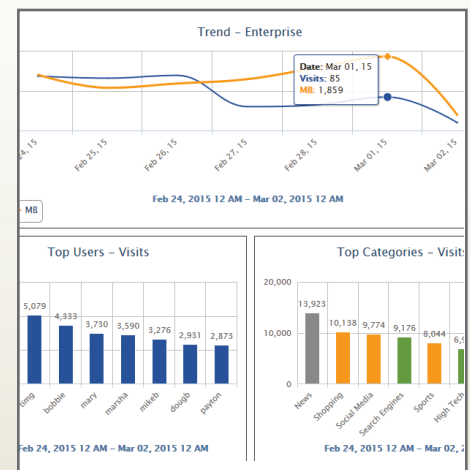 Trend – Enterprise
Date: Mar 01, 15
Visits: 85
MB: 1,859
24, 15
Feb 25, 15
Feb 26, 15
Feb 27, 15
Feb 28, 15
Mar 01, 15
Mar 02, 15
Feb 24, 2015 12 AM – Mar 02, 2015 12 AM
MB
Top Users – Visits
5,079
4,333
3,730
3,590
3,276
2,931
2,873
bobbie
mary
marsha
mikeb
dough
payton
Feb 24, 2015 12 AM – Mar 02, 2015 12 AM
Top Categories – Visits
20,000
10,000
0
13,923
10,138
9,774
9,176
8,044
6,9
News
Shopping
Social Media
Search Engines
Sports
High Tech
Feb 24, 2015 12 AM – Mar 02, 2